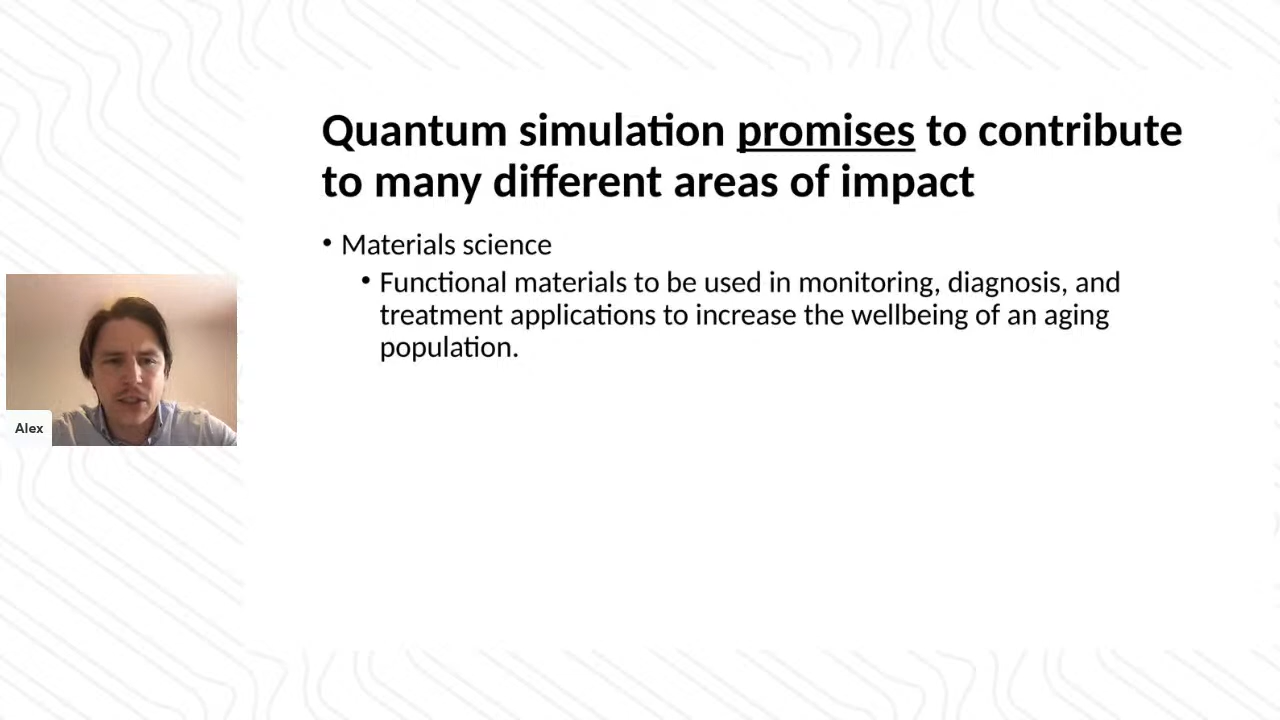 Quantum simulation promises to contribute
to many different areas of impact
• Materials science
• Functional materials to be used in monitoring, diagnosis, and
treatment applications to increase the wellbeing of an aging
population.
Alex